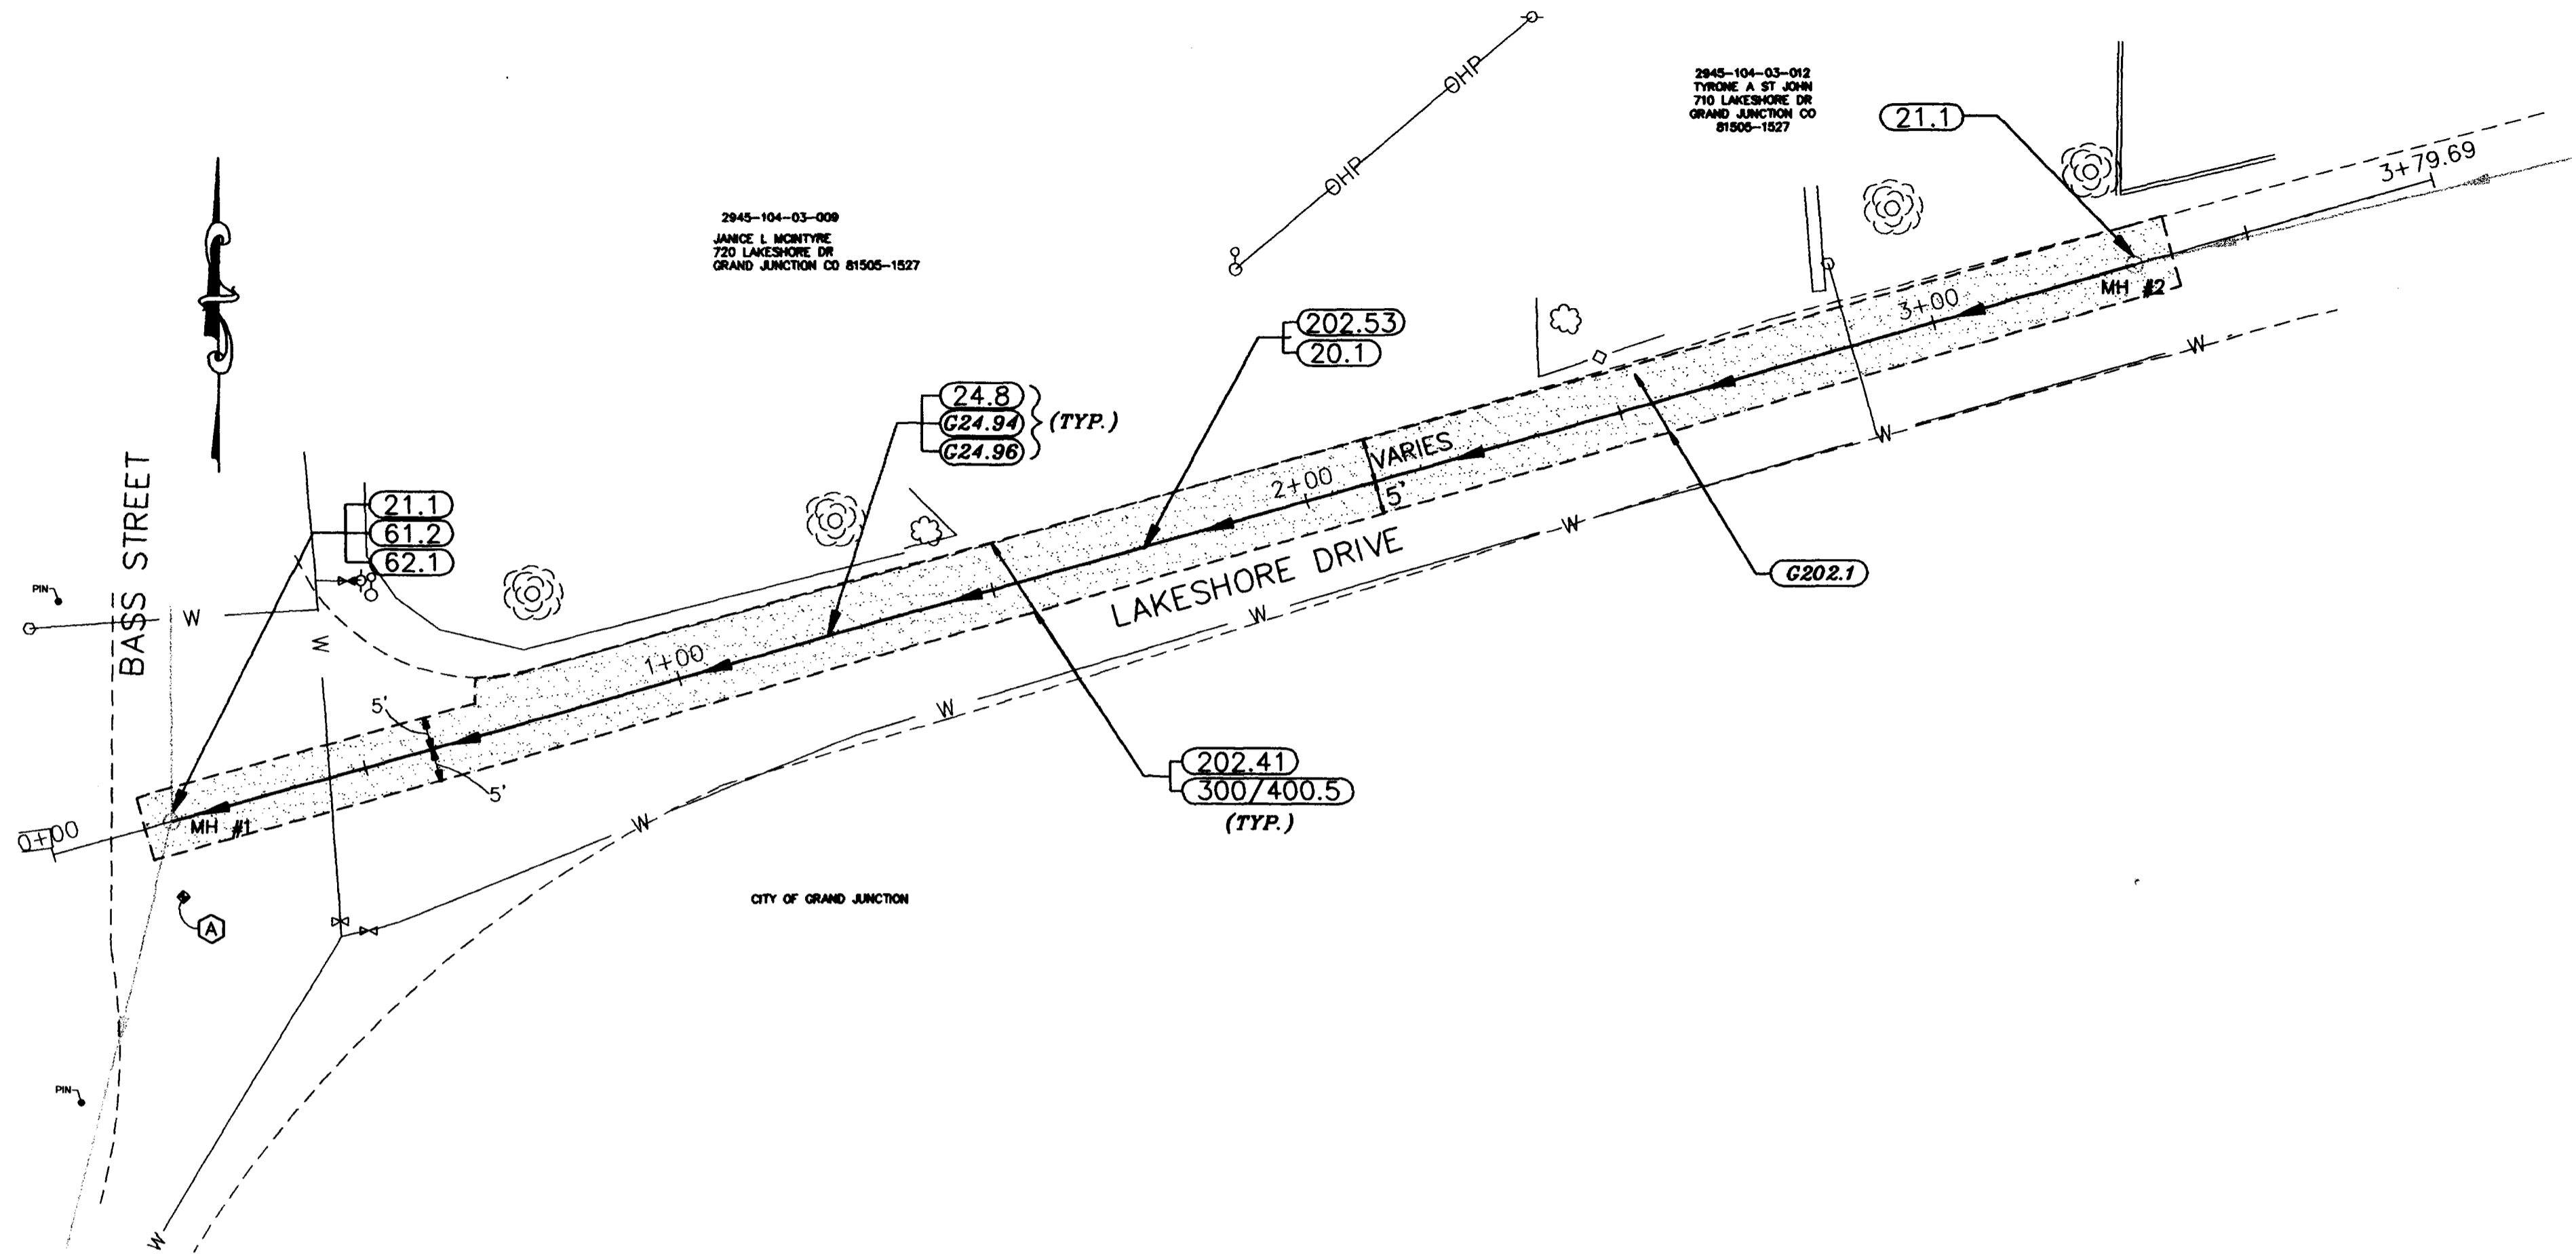 OHP
OHP
2945-104-03-012
TYRONE A ST JOHN
710 LAKESHORE DR
GRAND JUNCTION CO
81505-1527
21.1
3+79.69
2945-104-03-009
JANICE L MCINTYRE
720 LAKESHORE DR
GRAND JUNCTION CO 81505-1527
MH #2
3+00
W
202.53
20.1
24.8
G24.94
G24.96
(TYP.)
VARIES
5'
2+00
W
W
LAKESHORE DRIVE
G202.1
BASS STREET
21.1
61.2
62.1
PIN
W
W
W
1+00
5'
5'
W
202.41
300/400.5
(TYP.)
0+00
MH #1
W
A
CITY OF GRAND JUNCTION
PIN
W